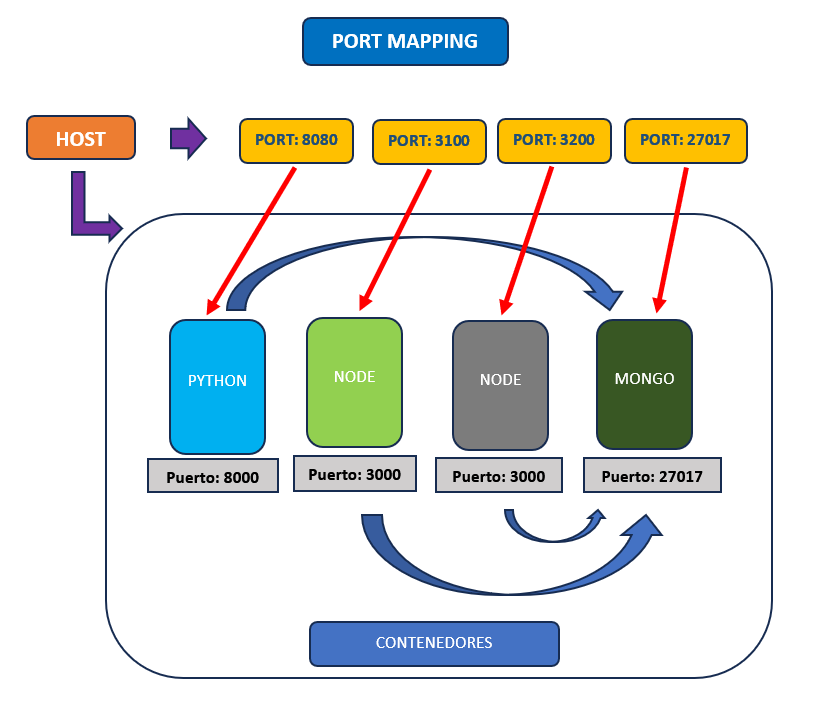 PORT MAPPING
HOST
PORT: 8080
PORT: 3100
PORT: 3200
PORT: 27017
PYTHON
NODE
NODE
MONGO
Puerto: 8000
Puerto: 3000
Puerto: 3000
Puerto: 27017
CONTENEDORES